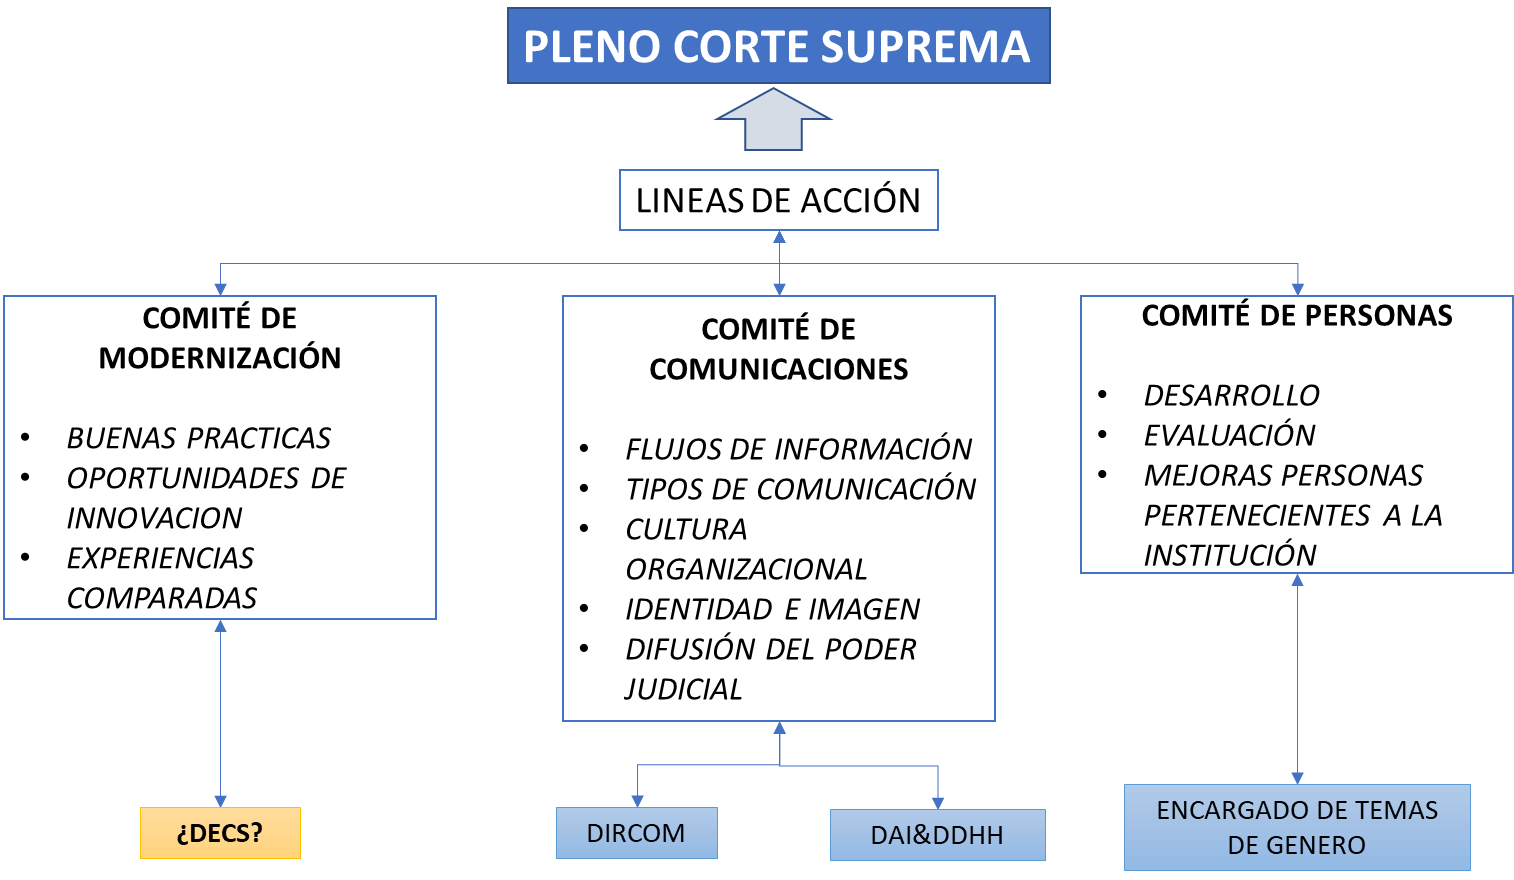 PLENO CORTE SUPREMA
LINEAS DE ACCIÓN
COMITÉ DE
MODERNIZACIÓN
• BUENAS PRACTICAS
• OPORTUNIDADES DE
INNOVACION
• EXPERIENCIAS
COMPARADAS
COMITÉ DE
COMUNICACIONES
• FLUJOS DE INFORMACIÓN
• TIPOS DE COMUNICACIÓN
• CULTURA
ORGANIZACIONAL
• IDENTIDAD E IMAGEN
• DIFUSIÓN DEL PODER
JUDICIAL
COMITÉ DE PERSONAS
• DESARROLLO
• EVALUACIÓN
• MEJORAS PERSONAS
PERTENECIENTES A LA
INSTITUCIÓN
¿DECS?
DIRCOM
DAI&DDHH
ENCARGADO DE TEMAS
DE GENERO